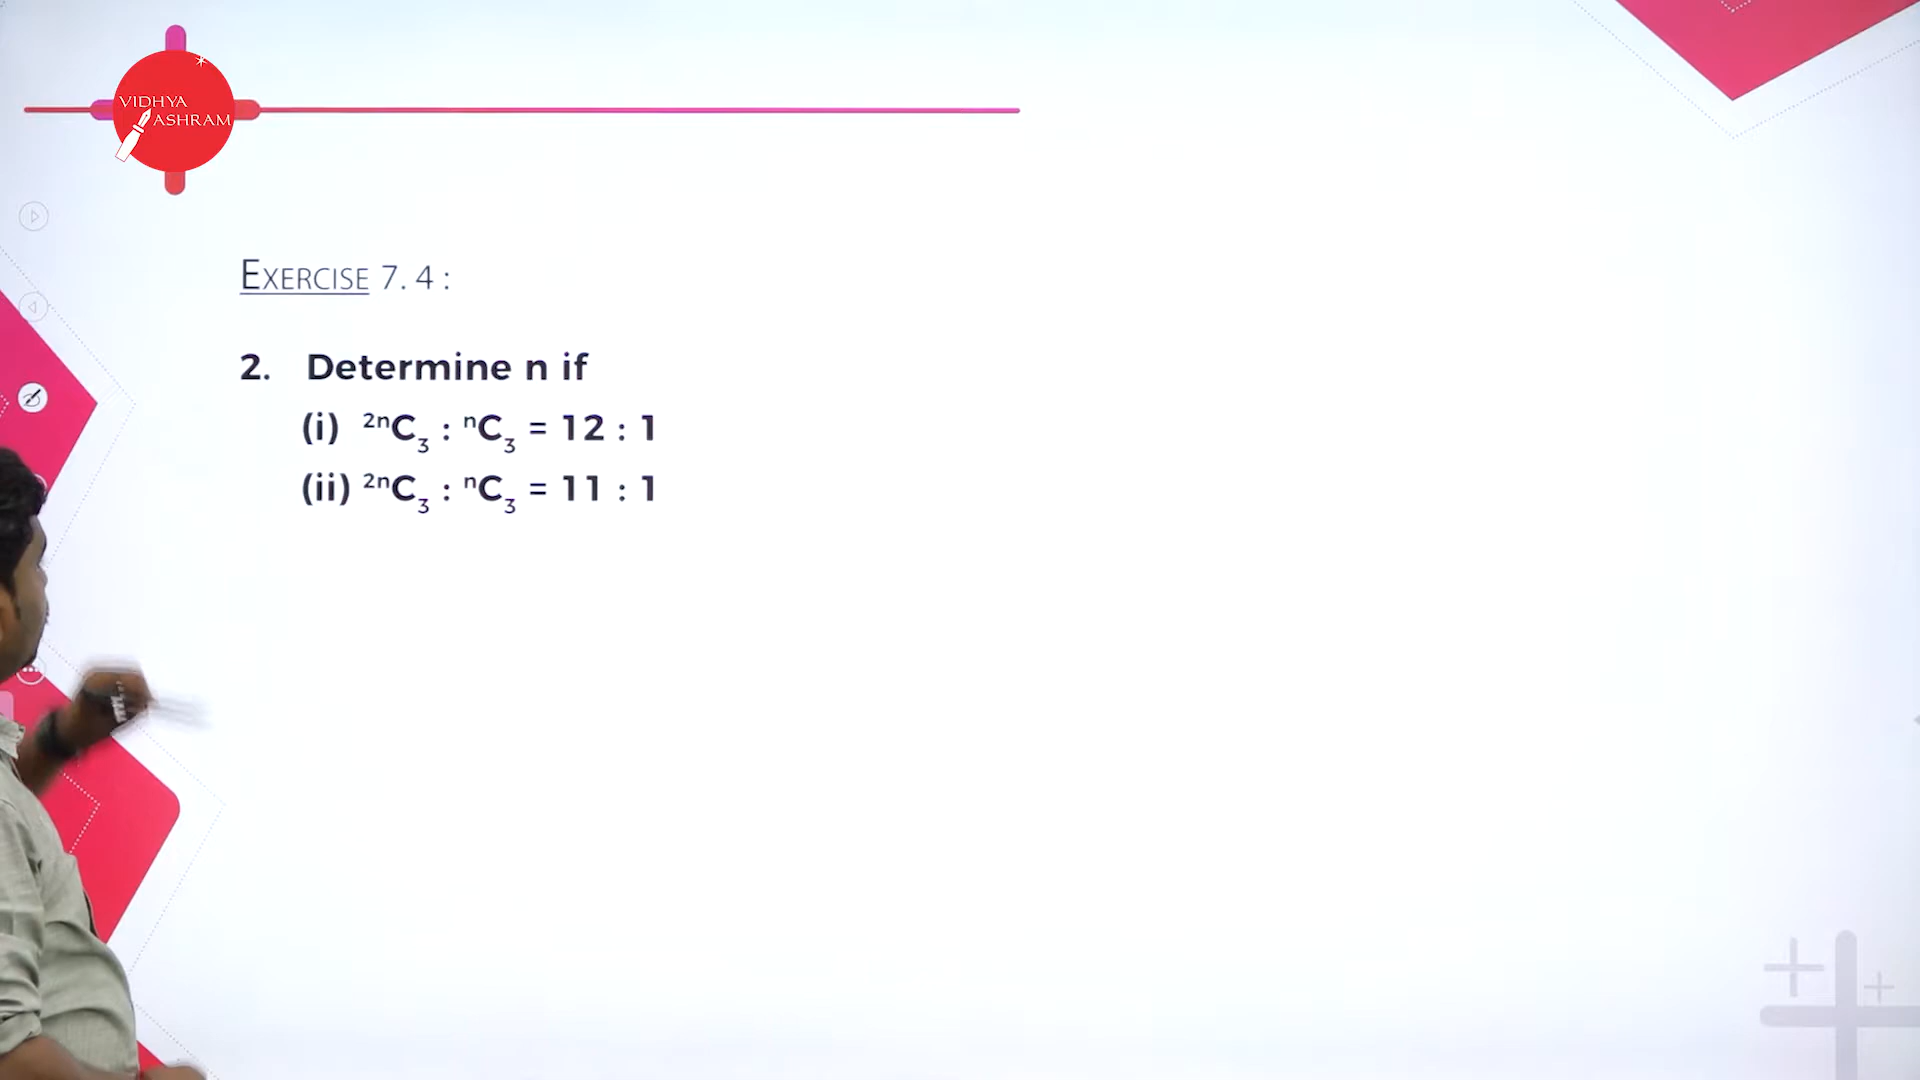 VIDHYA
ASHRAM
EXERCISE 7. 4 :
2. Determine n if
(i) ²ⁿC₃ : ⁿC₃ = 12 : 1
(ii) ²ⁿC₃ : ⁿC₃ = 11 : 1